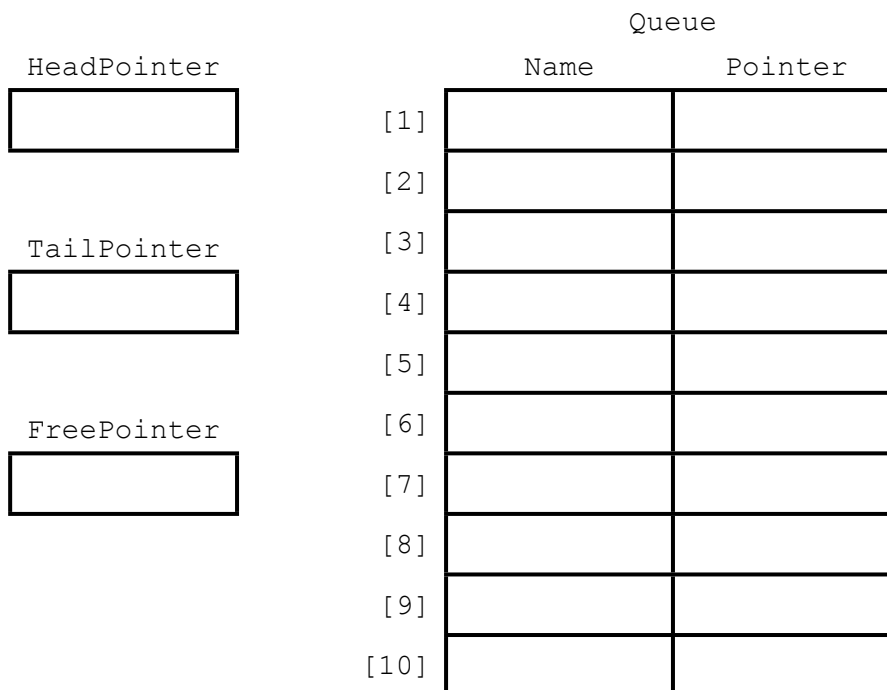 Queue
HeadPointer Name Pointer
[1]
[2]
TailPointer [3]
[4]
[5]
FreePointer [6]
[7]
[8]
[9]
[10]